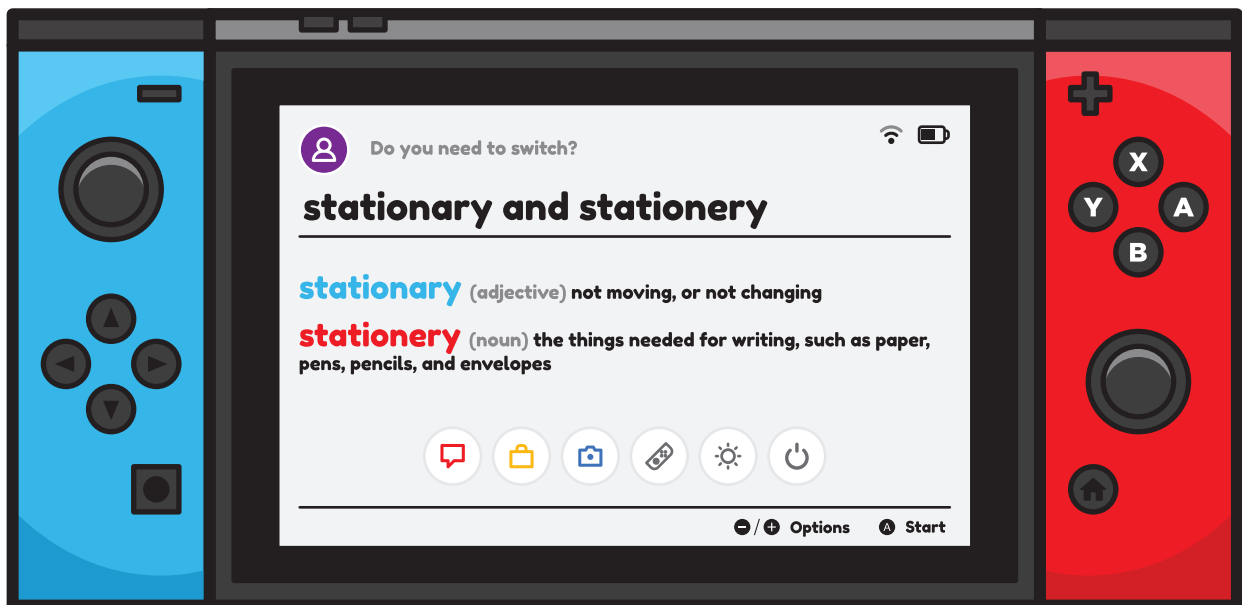 Do you need to switch?
stationary and stationery
stationary (adjective) not moving, or not changing
stationery (noun) the things needed for writing, such as paper,
pens, pencils, and envelopes
X
Y A
B
-/+ Options A Start